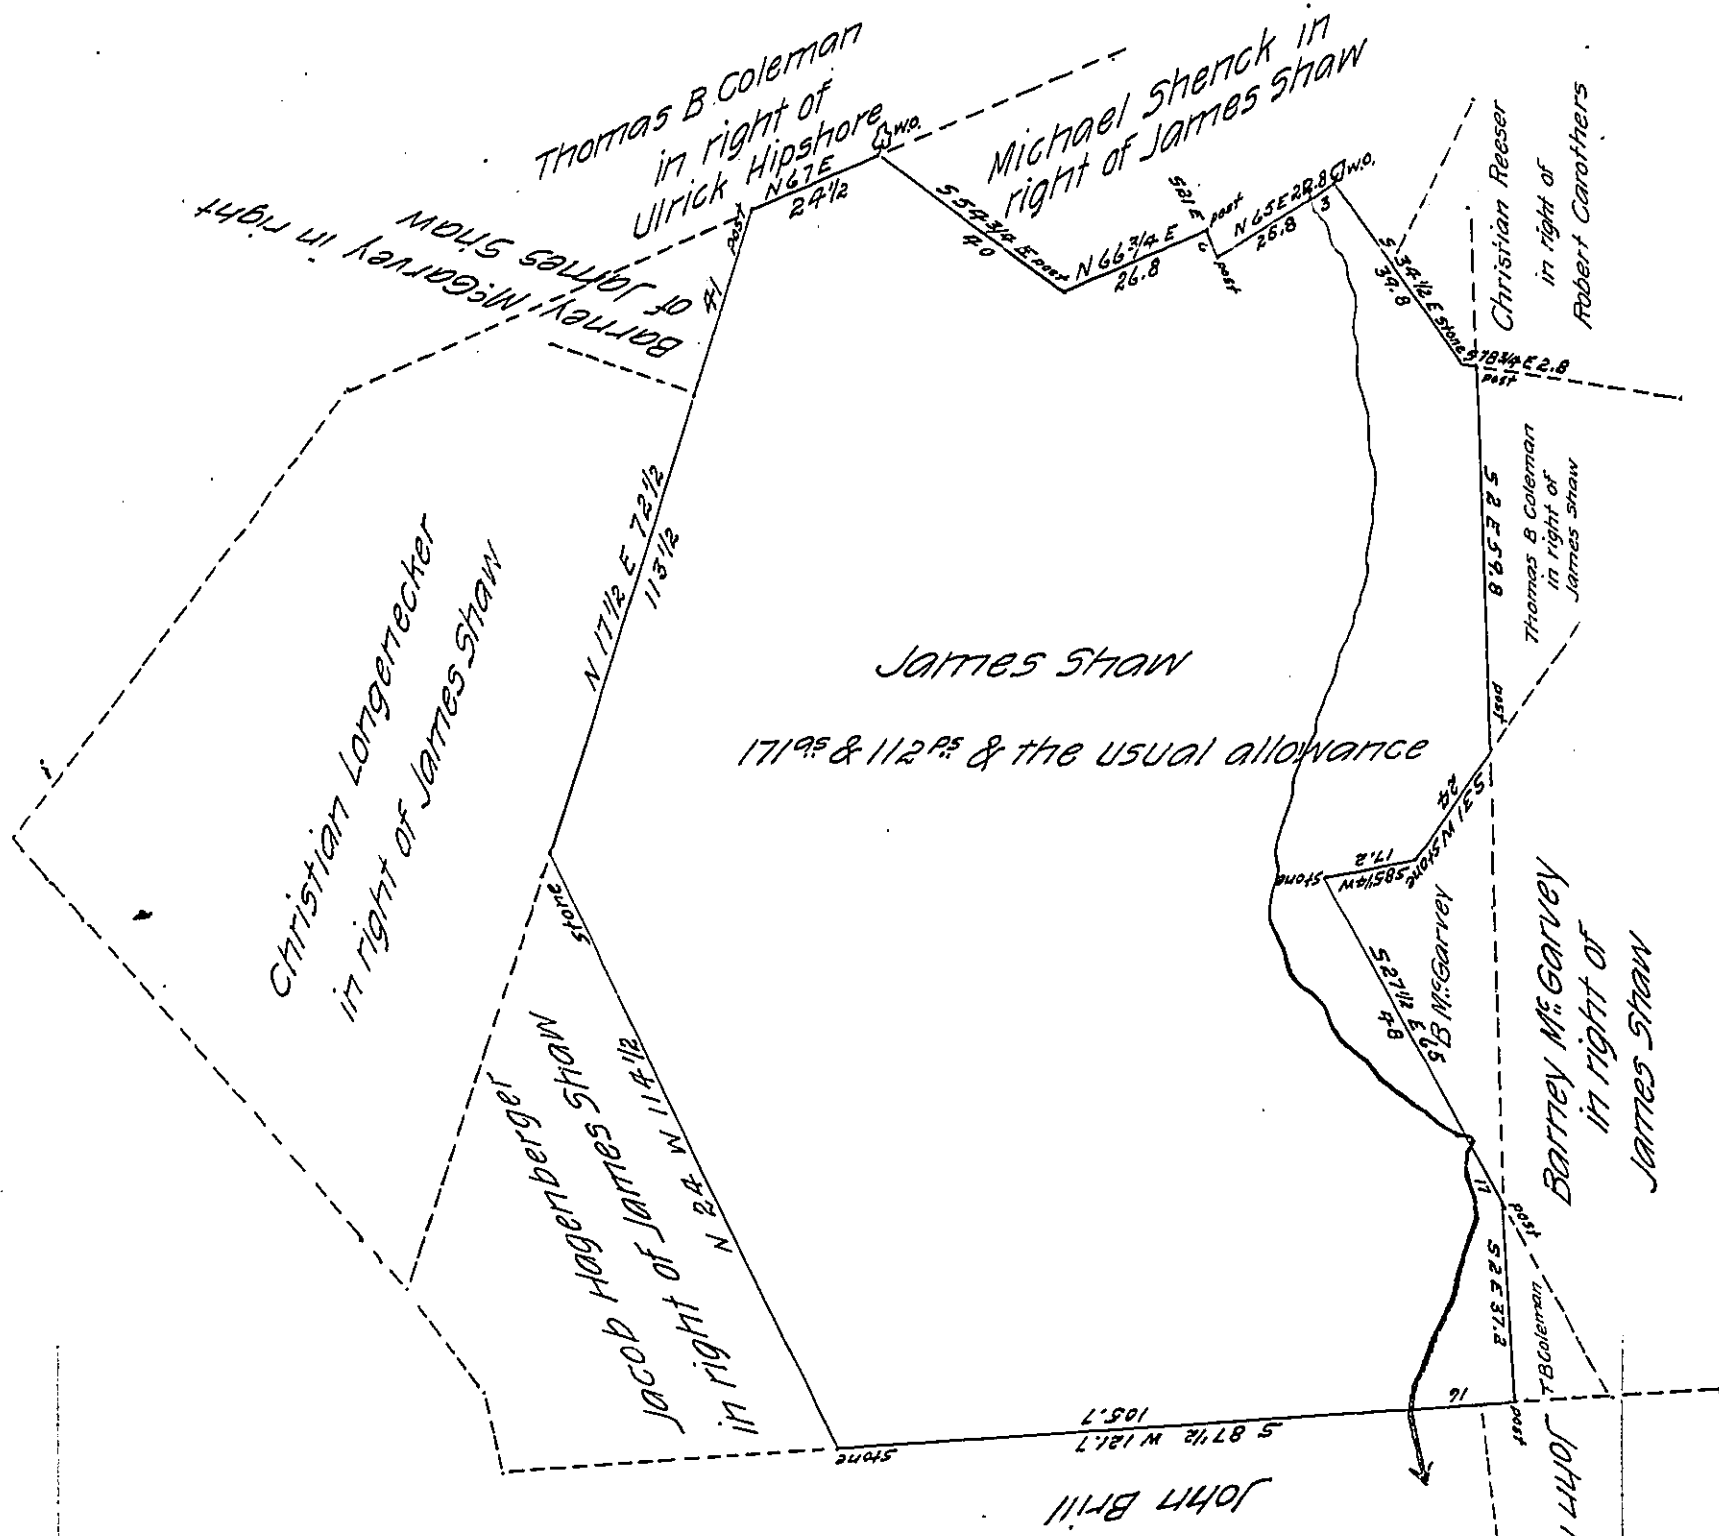 Thomas B. Coleman
in right of
Ulrick Hipshore
Michael Shenck in
right of James Shaw
Christian Reeser
in right of
Robert Carothers
Barney McGarvey in right
of James Shaw
W.O.
N 67 E
24 1/2
post
41
S 54 3/4 E
40
post
N 66 3/4 E
26.8
S 21 E
6
post
post
N 65 E 28.8
25.8
3
W.O.
S 34 1/2 E
39.8
stone
S 78 3/4 E 2.8
post
S 2 E 59.8
post
Thomas B Coleman
in right of
James Shaw
Christian Longenecker
in right of James Shaw
N 17 1/2 E 72 1/2
113 1/2
James Shaw
171 as & 112 ps & the usual allowance
S 31 W
24
stone
S 85 1/4 W
17.2
stone
S 27 1/2 E 65
48
17
B McGarvey
Barney McGarvey
in right of
James Shaw
stone
Jacob Hagenberger
in right of James Shaw
N 24 W 114 1/2
post
S 2 E 37.2
T B Coleman
stone
S 87 1/2 W 121.7
105.7
16
post
John Brill
John